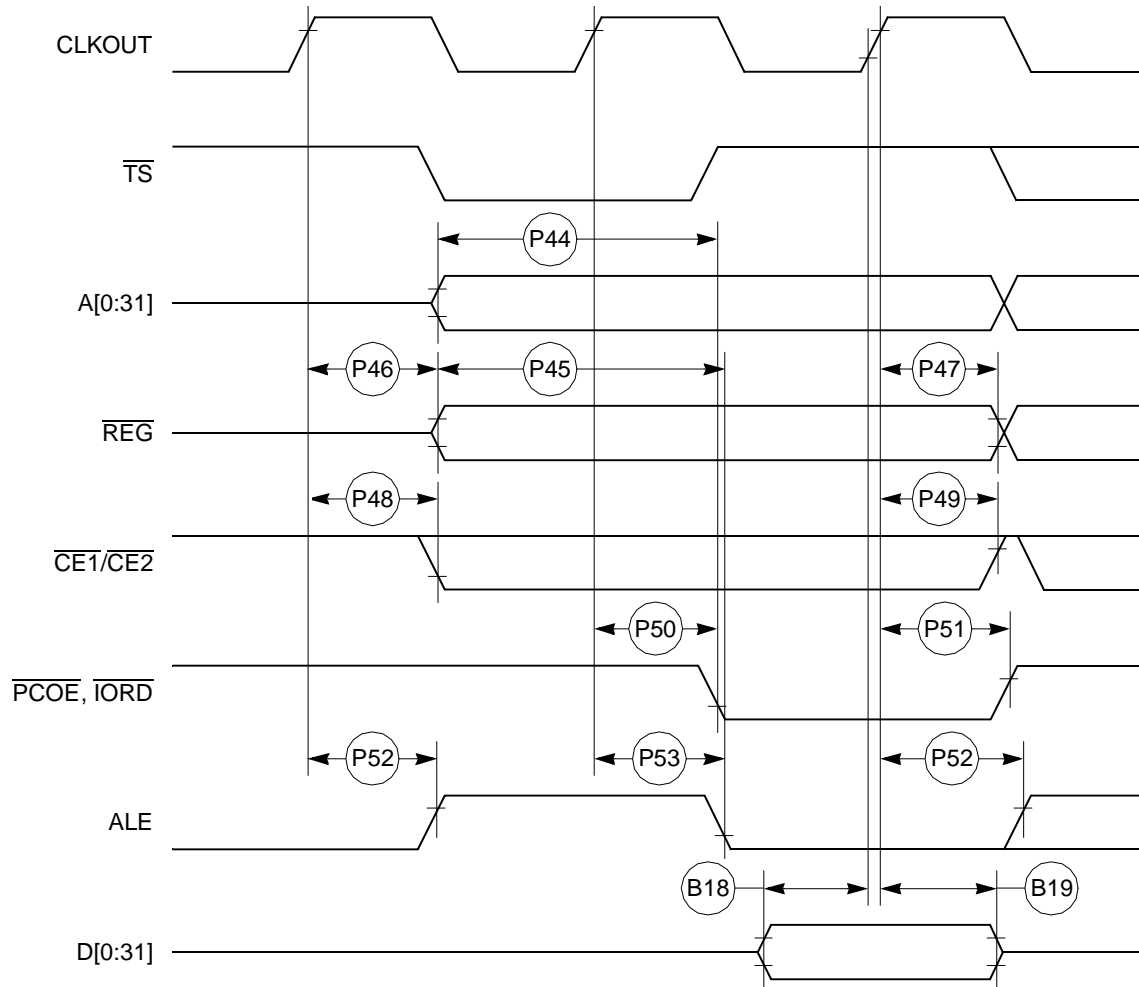 CLKOUT
TS
P44
A[0:31]
P46 P45 P47
REG
P48 P49
CE1/CE2
P50 P51
PCOE, IORD
P52 P53 P52
ALE
B18 B19
D[0:31]